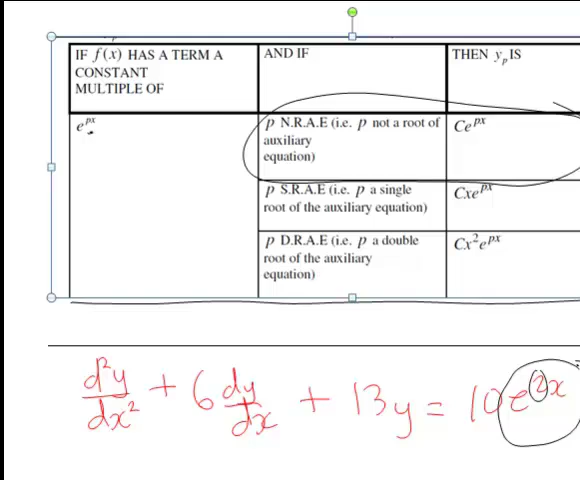 IF f(x) HAS A TERM A CONSTANT MULTIPLE OF
AND IF
THEN y_p IS
e^{px}
p N.R.A.E (i.e. p not a root of auxiliary equation)
Ce^{px}
p S.R.A.E (i.e. p a single root of the auxiliary equation)
Cxe^{px}
p D.R.A.E (i.e. p a double root of the auxiliary equation)
Cx²e^{px}
d²y/dx² + 6 dy/dx + 13y = 10e^{2x}